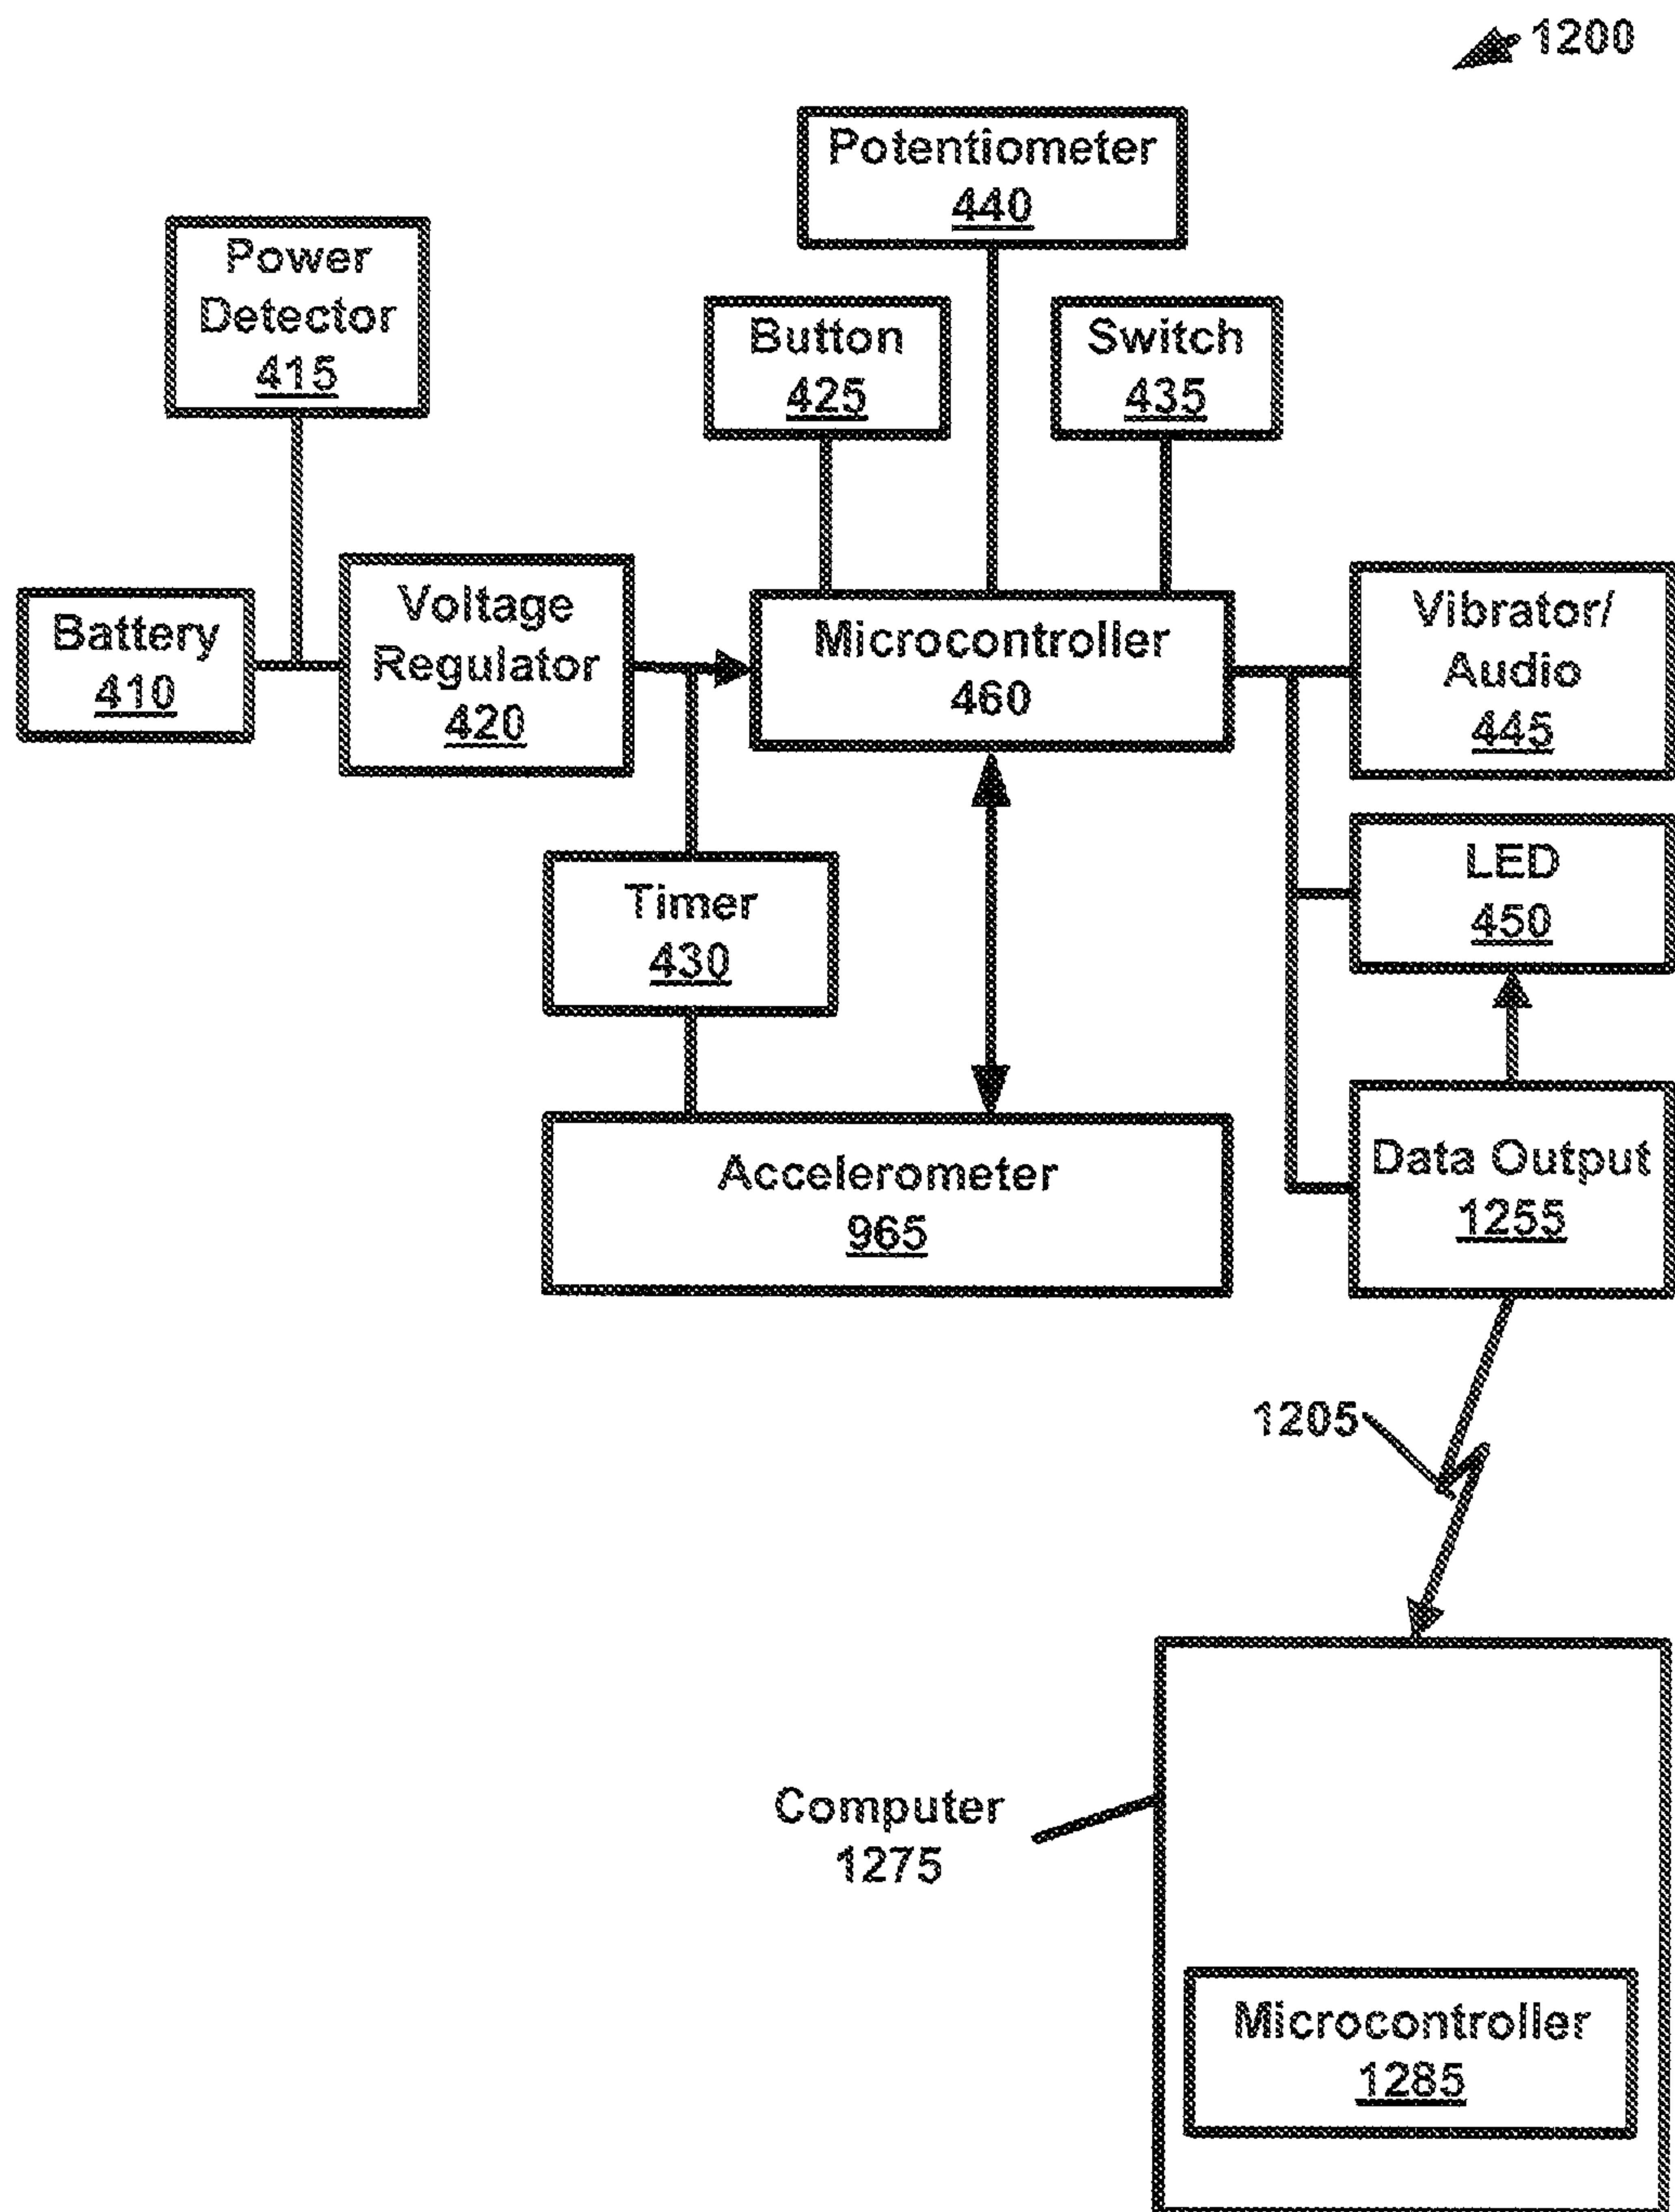 1200
Potentiometer
440
Power
Detector
415
Button
425
Switch
435
Battery
410
Voltage
Regulator
420
Microcontroller
460
Vibrator/
Audio
445
LED
450
Timer
430
Accelerometer
965
Data Output
1255
1205
Computer
1275
Microcontroller
1285